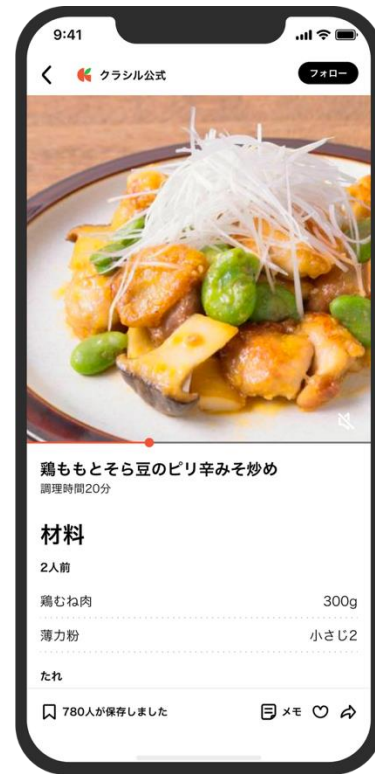 9:41
クラシル公式
フォロー
鶏ももとそら豆のピリ辛みそ炒め
調理時間20分
材料
2人前
鶏むね肉 300g
薄力粉 小さじ2
たれ
780人が保存しました メモ